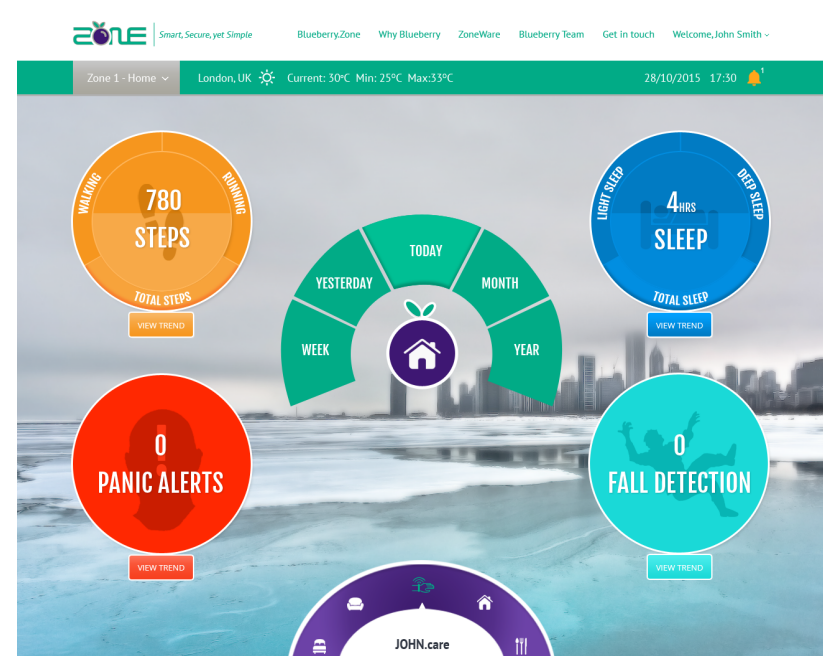 ZONE
Smart, Secure, yet Simple
Blueberry.Zone Why Blueberry ZoneWare Blueberry Team Get in touch Welcome, John Smith
Zone 1 - Home London, UK Current: 30ºC Min: 25ºC Max:33ºC 28/10/2015 17:30 1
WALKING
RUNNING
780
STEPS
TOTAL STEPS
VIEW TREND
LIGHT SLEEP
DEEP SLEEP
4HRS
SLEEP
TOTAL SLEEP
VIEW TREND
WEEK
YESTERDAY
TODAY
MONTH
YEAR
0
PANIC ALERTS
VIEW TREND
0
FALL DETECTION
VIEW TREND
JOHN.care